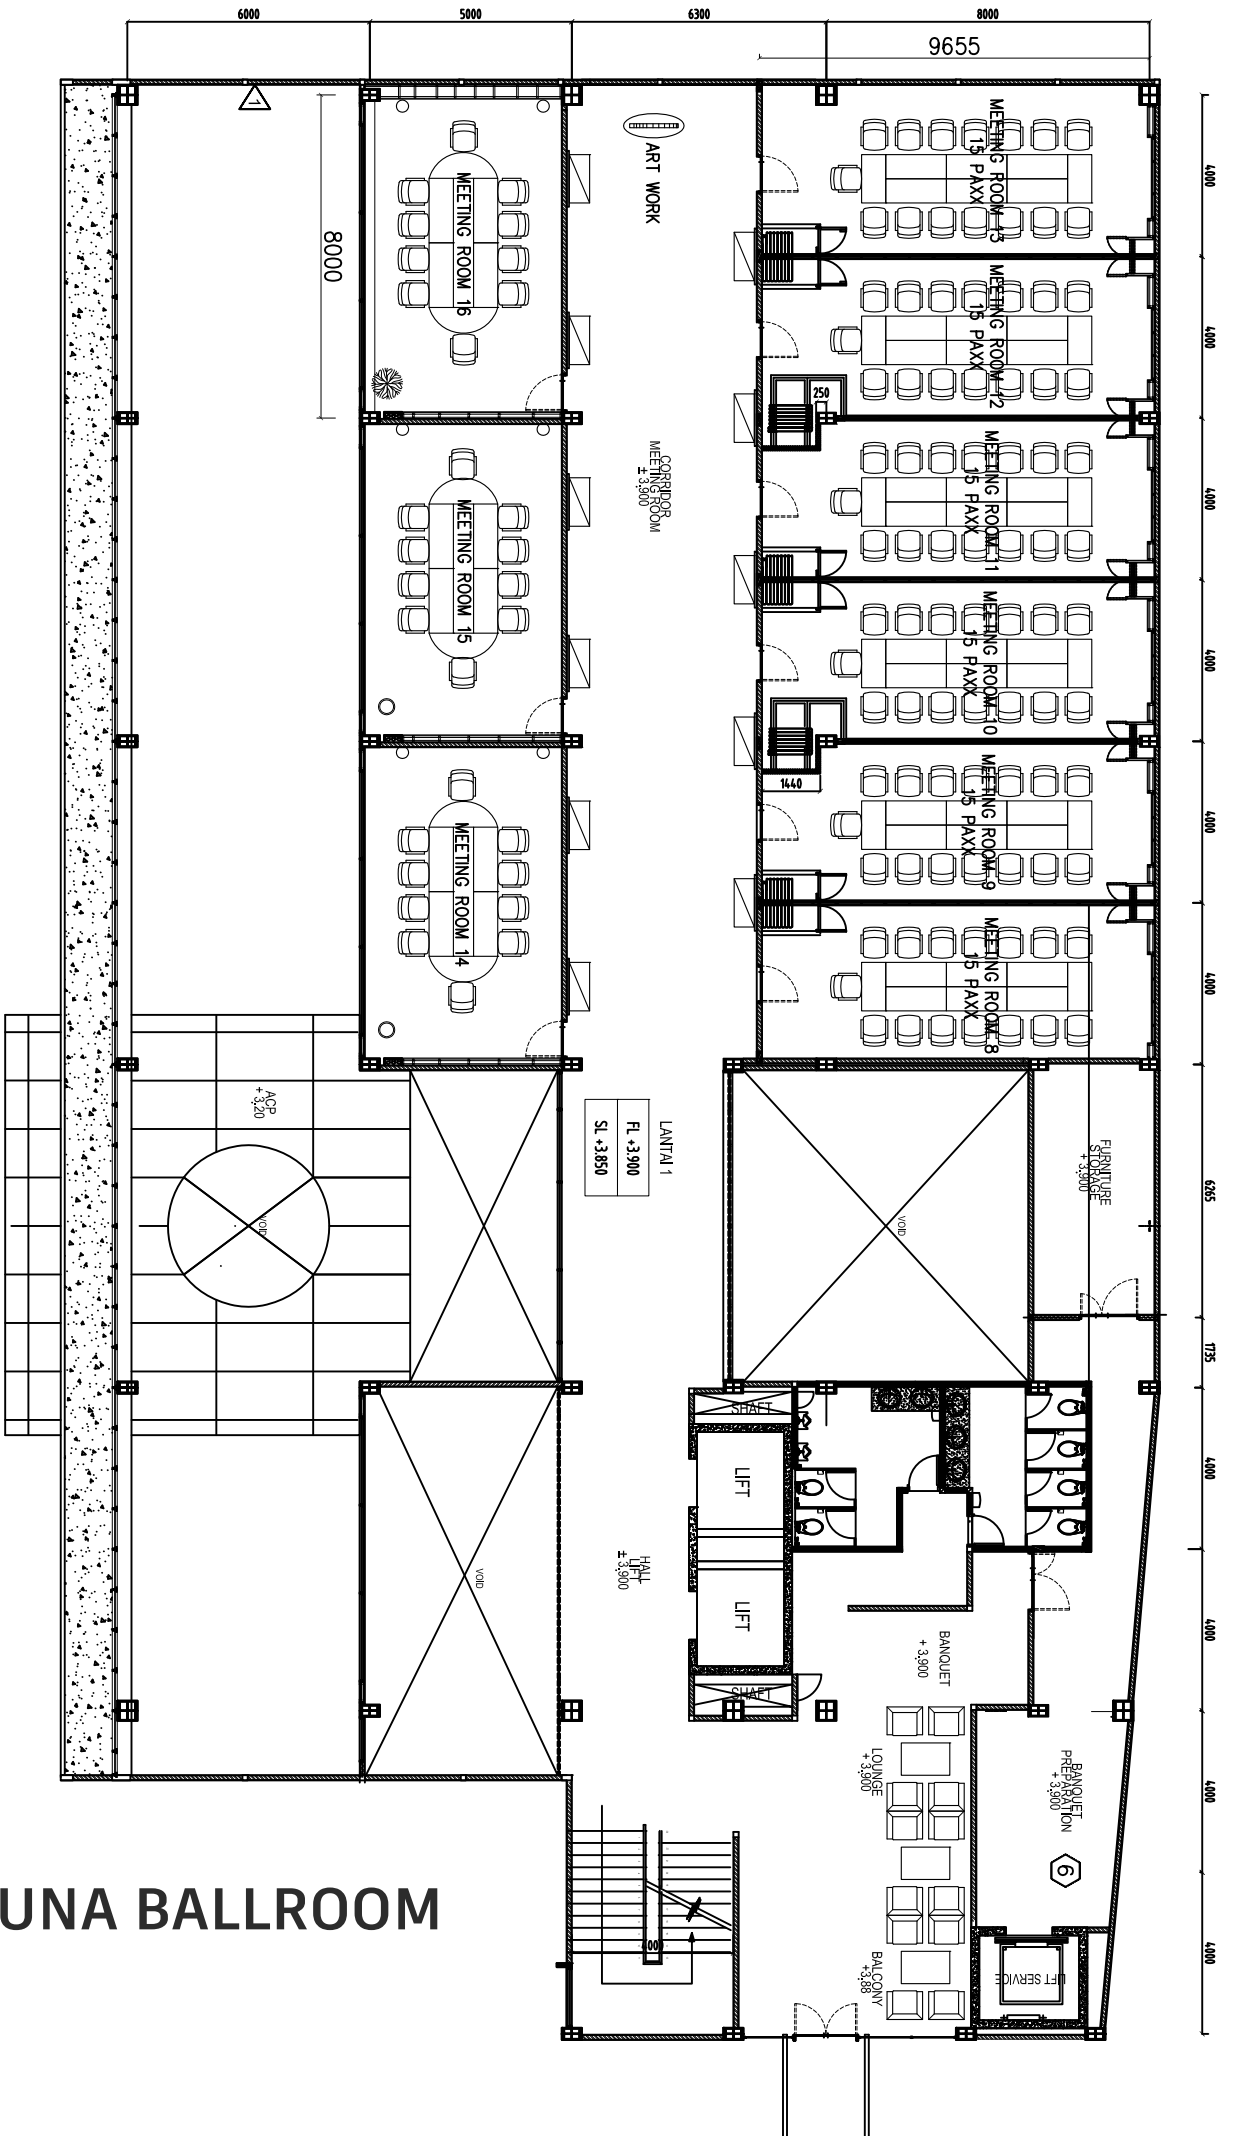 6000
5000
6300
8000
9655
1
8000
ART WORK
MEETING ROOM 16
MEETING ROOM 15
MEETING ROOM 14
MEETING ROOM 13
15 PAXX
MEETING ROOM 12
15 PAXX
MEETING ROOM 11
15 PAXX
MEETING ROOM 10
15 PAXX
MEETING ROOM 9
15 PAXX
MEETING ROOM 8
15 PAXX
250
1440
CORRIDOR
MEETING ROOM
± 3.900
4000
4000
4000
4000
4000
4000
6265
1735
4000
4000
4000
4000
LANTAI 1
FL +3.900
SL +3.850
ACP
+ 3.20
VOID
VOID
VOID
FURNITURE
STORAGE
+ 3.900
SHAFT
LIFT
LIFT
SHAFT
HALL
LIFT
± 3.900
BANQUET
+ 3.900
LOUNGE
+ 3.900
BANQUET
PREPARATION
+ 3.900
6
BALCONY
+3.88
LIFT SERVICE
UNA BALLROOM